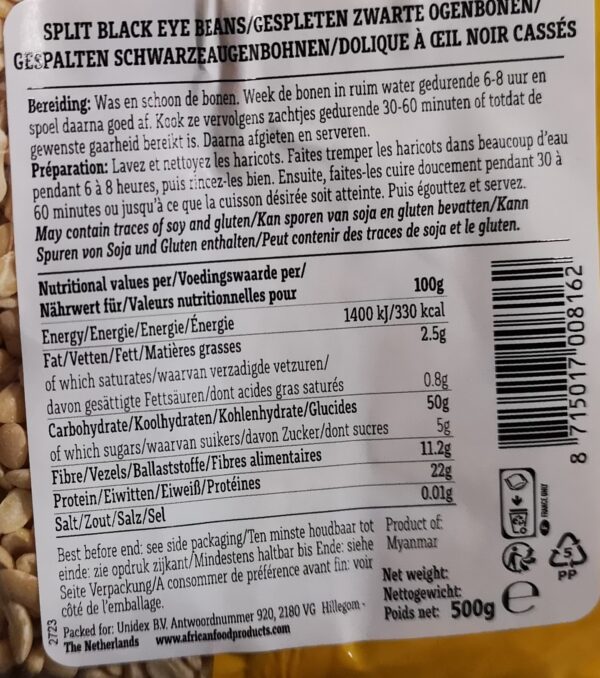 SPLIT BLACK EYE BEANS/GESPLETEN ZWARTE OGENBONEN/
GESPALTEN SCHWARZEAUGENBOHNEN/DOLIQUE À ŒIL NOIR CASSÉS
Bereiding: Was en schoon de bonen. Week de bonen in ruim water gedurende 6-8 uur en
spoel daarna goed af. Kook ze vervolgens zachtjes gedurende 30-60 minuten of totdat de
gewenste gaarheid bereikt is. Daarna afgieten en serveren.
Préparation: Lavez et nettoyez les haricots. Faites tremper les haricots dans beaucoup d'eau
pendant 6 à 8 heures, puis rincez-les bien. Ensuite, faites-les cuire doucement pendant 30 à
60 minutes ou jusqu'à ce que la cuisson désirée soit atteinte. Puis égouttez et servez.
May contain traces of soy and gluten/Kan sporen van soja en gluten bevatten/Kann
Spuren von Soja und Gluten enthalten/Peut contenir des traces de soja et le gluten.
Nutritional values per/Voedingswaarde per/
Nährwert für/Valeurs nutritionnelles pour 100g
Energy/Energie/Energie/Énergie 1400 kJ/330 kcal
Fat/Vetten/Fett/Matières grasses 2.5g
of which saturates/waarvan verzadigde vetzuren/
davon gesättigte Fettsäuren/dont acides gras saturés 0.8g
Carbohydrate/Koolhydraten/Kohlenhydrate/Glucides 50g
of which sugars/waarvan suikers/davon Zucker/dont sucres 5g
Fibre/Vezels/Ballaststoffe/Fibres alimentaires 11.2g
Protein/Eiwitten/Eiweiß/Protéines 22g
Salt/Zout/Salz/Sel 0.01g
Best before end: see side packaging/Ten minste houdbaar tot
einde: zie opdruk zijkant/Mindestens haltbar bis Ende: siehe
Seite Verpackung/A consommer de préférence avant fin: voir
côté de l'emballage.
Product of:
Myanmar
Net weight:
Nettogewicht:
Poids net: 500g e
Packed for: Unidex B.V. Antwoordnummer 920, 2180 VG Hillegom -
The Netherlands www.africanfoodproducts.com
2723
8 715017 008162
FRANCE ONLY
5
PP